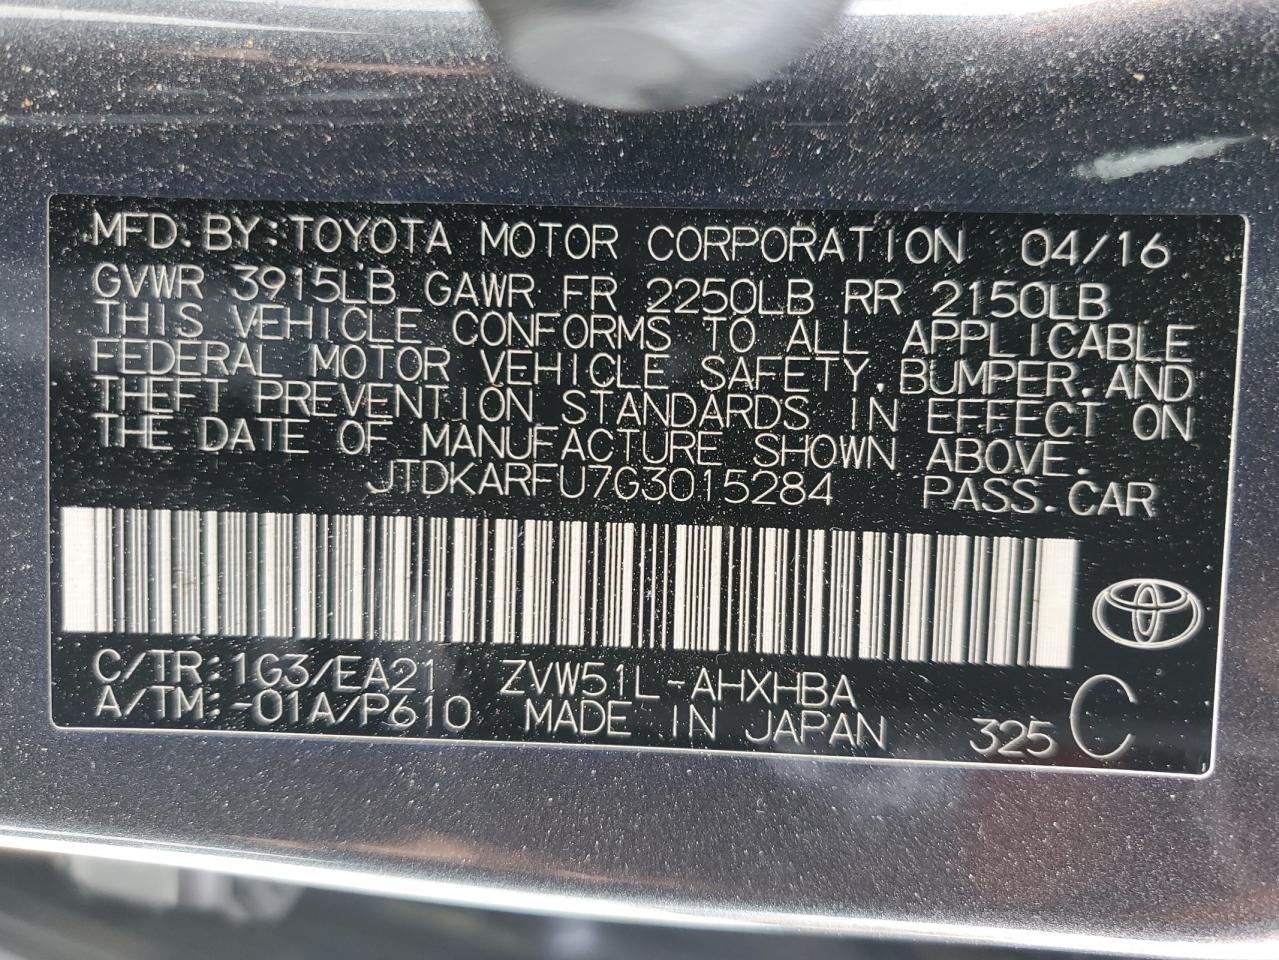 MFD.BY:TOYOTA MOTOR CORPORATION 04/16
GVWR 3915LB GAWR FR 2250LB RR 2150LB
THIS VEHICLE CONFORMS TO ALL APPLICABLE
FEDERAL MOTOR VEHICLE SAFETY,BUMPER,AND
THEFT PREVENTION STANDARDS IN EFFECT ON
THE DATE OF MANUFACTURE SHOWN ABOVE.
JTDKARFU7G3015284 PASS.CAR
C/TR:1G3/EA21 ZVW51L-AHXHBA
A/TM:-01A/P610 MADE IN JAPAN 325 C